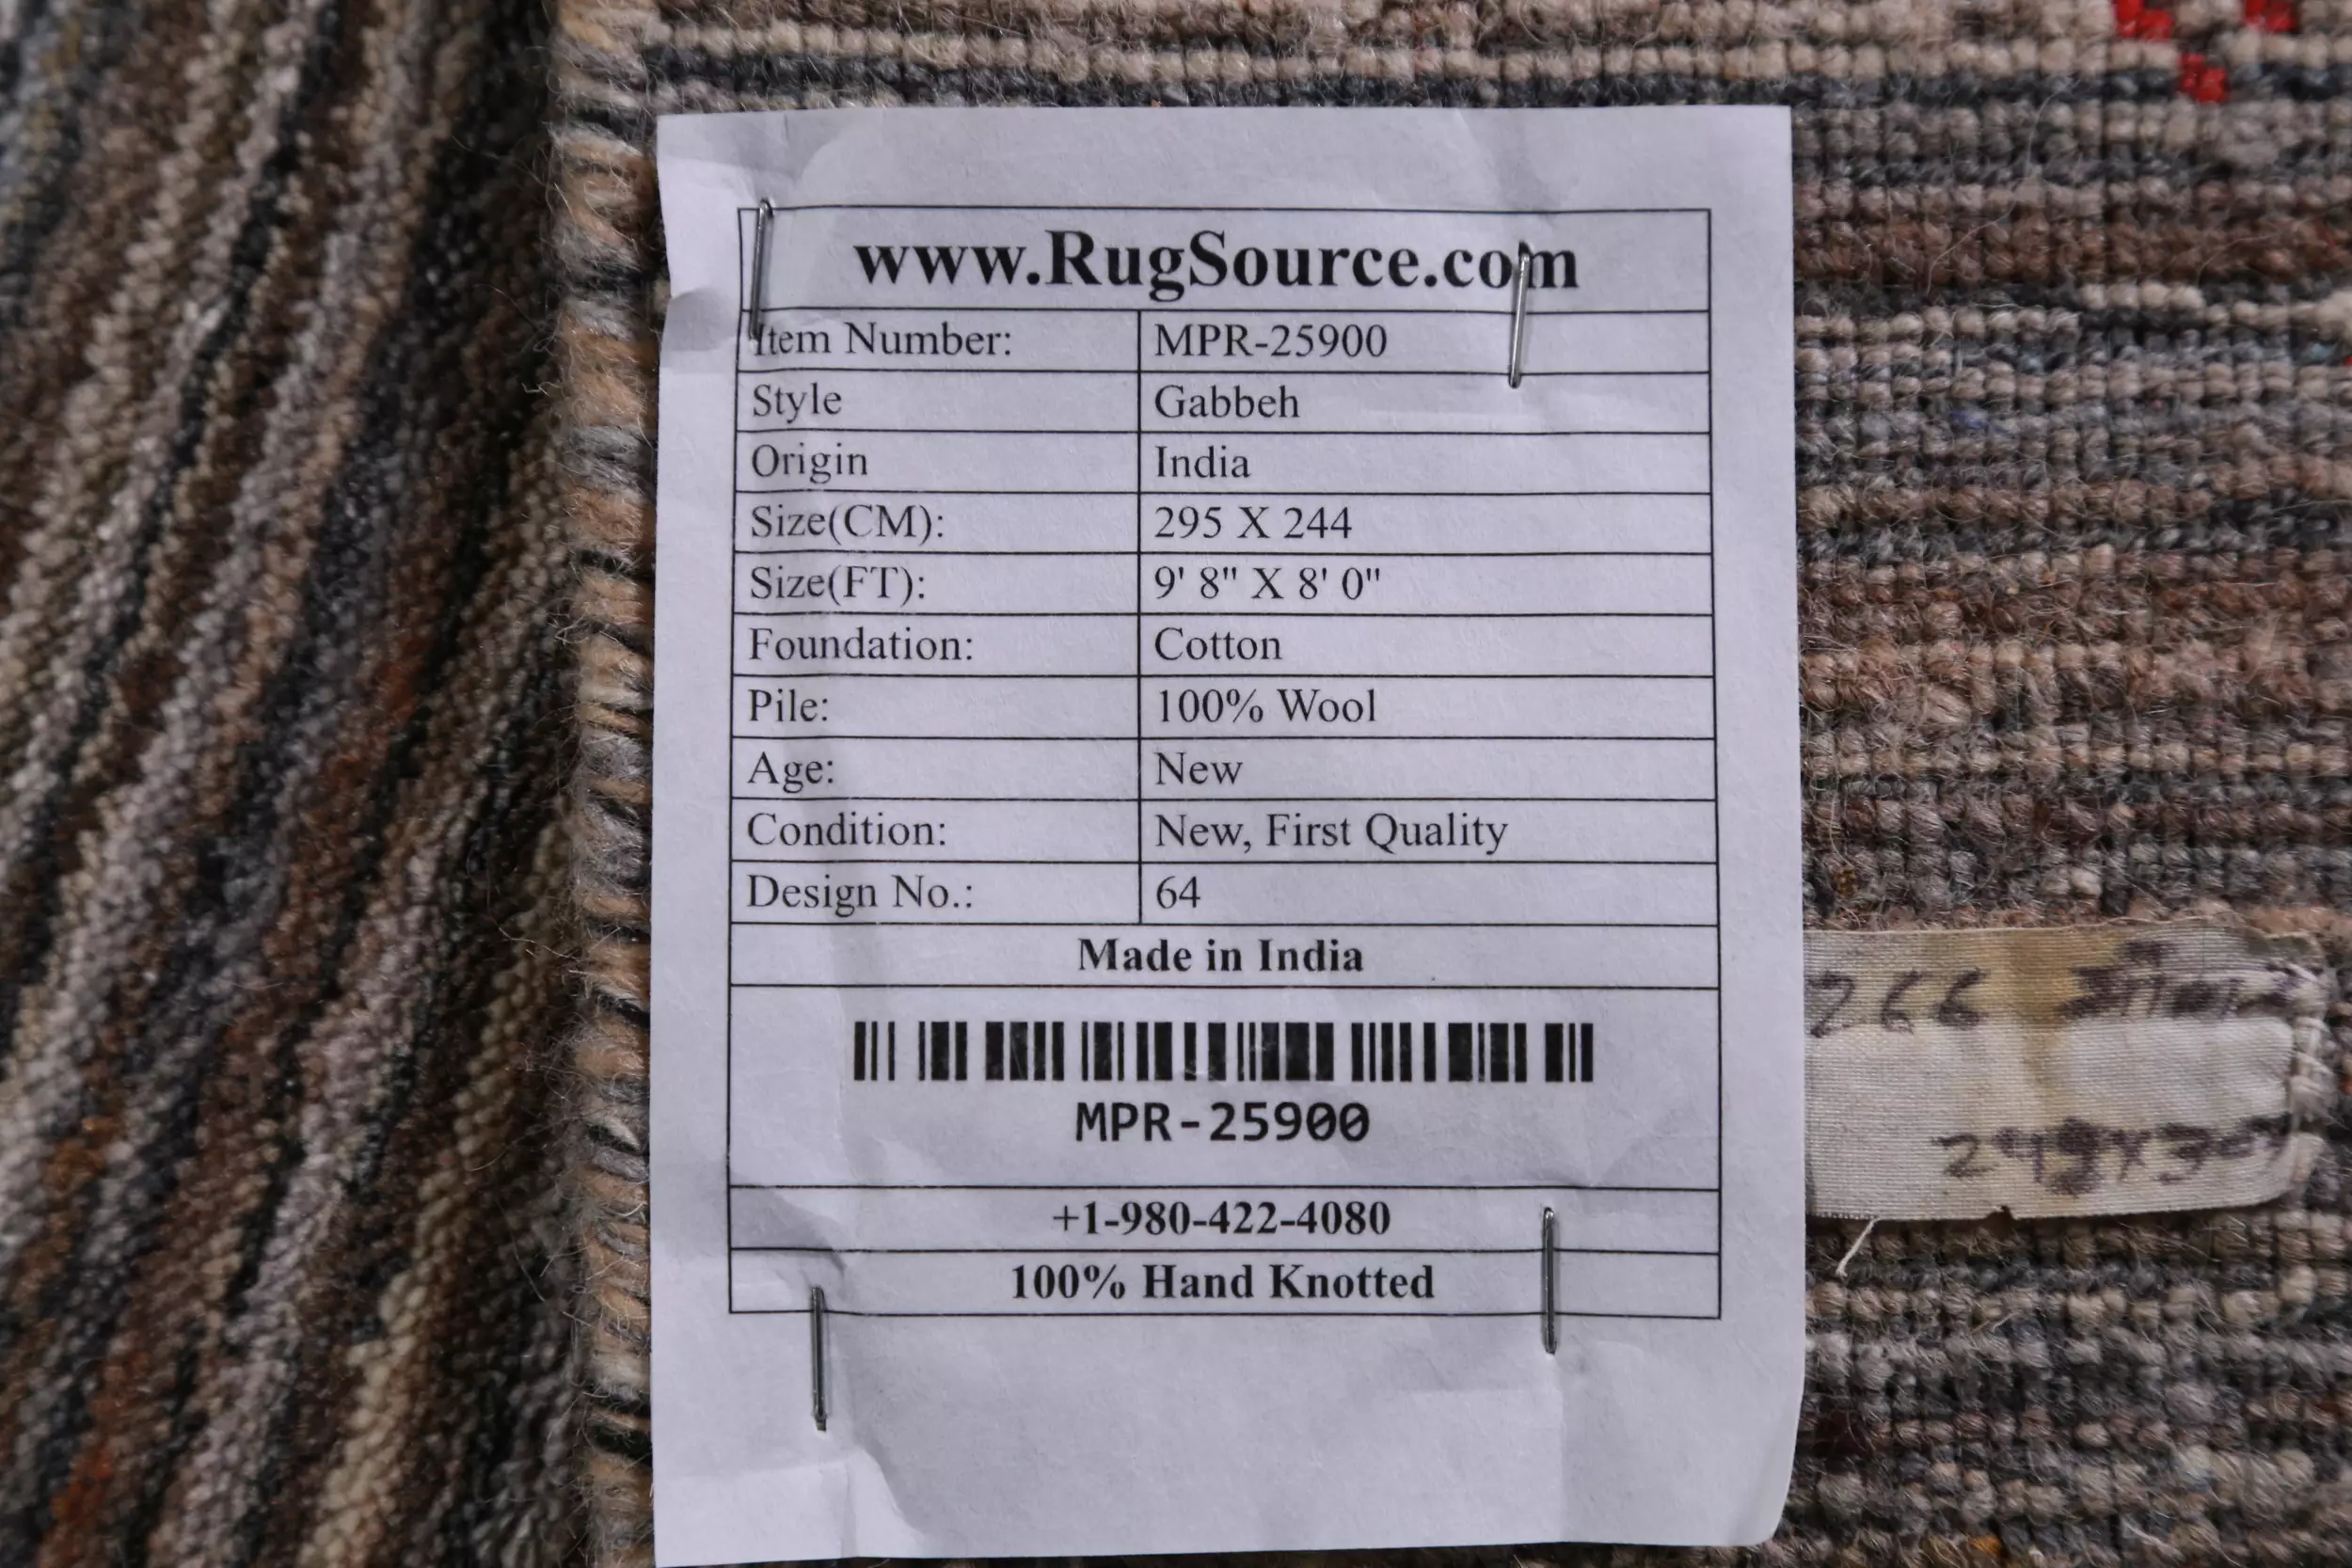 www.RugSource.com
Item Number: MPR-25900
Style Gabbeh
Origin India
Size(CM): 295 X 244
Size(FT): 9' 8" X 8' 0"
Foundation: Cotton
Pile: 100% Wool
Age: New
Condition: New, First Quality
Design No.: 64
Made in India
MPR-25900
+1-980-422-4080
100% Hand Knotted
266